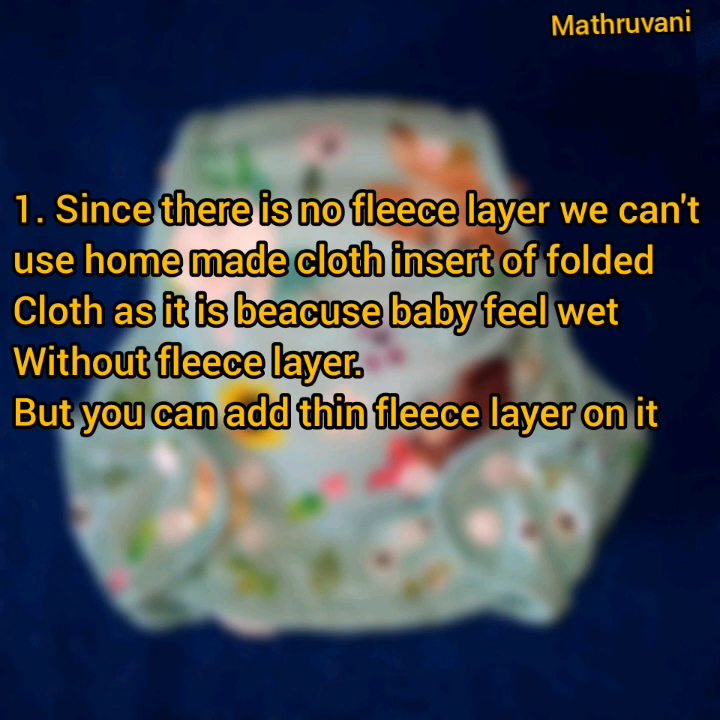 Mathruvani
1. Since there is no fleece layer we can't
use home made cloth insert of folded
Cloth as it is beacuse baby feel wet
Without fleece layer.
But you can add thin fleece layer on it